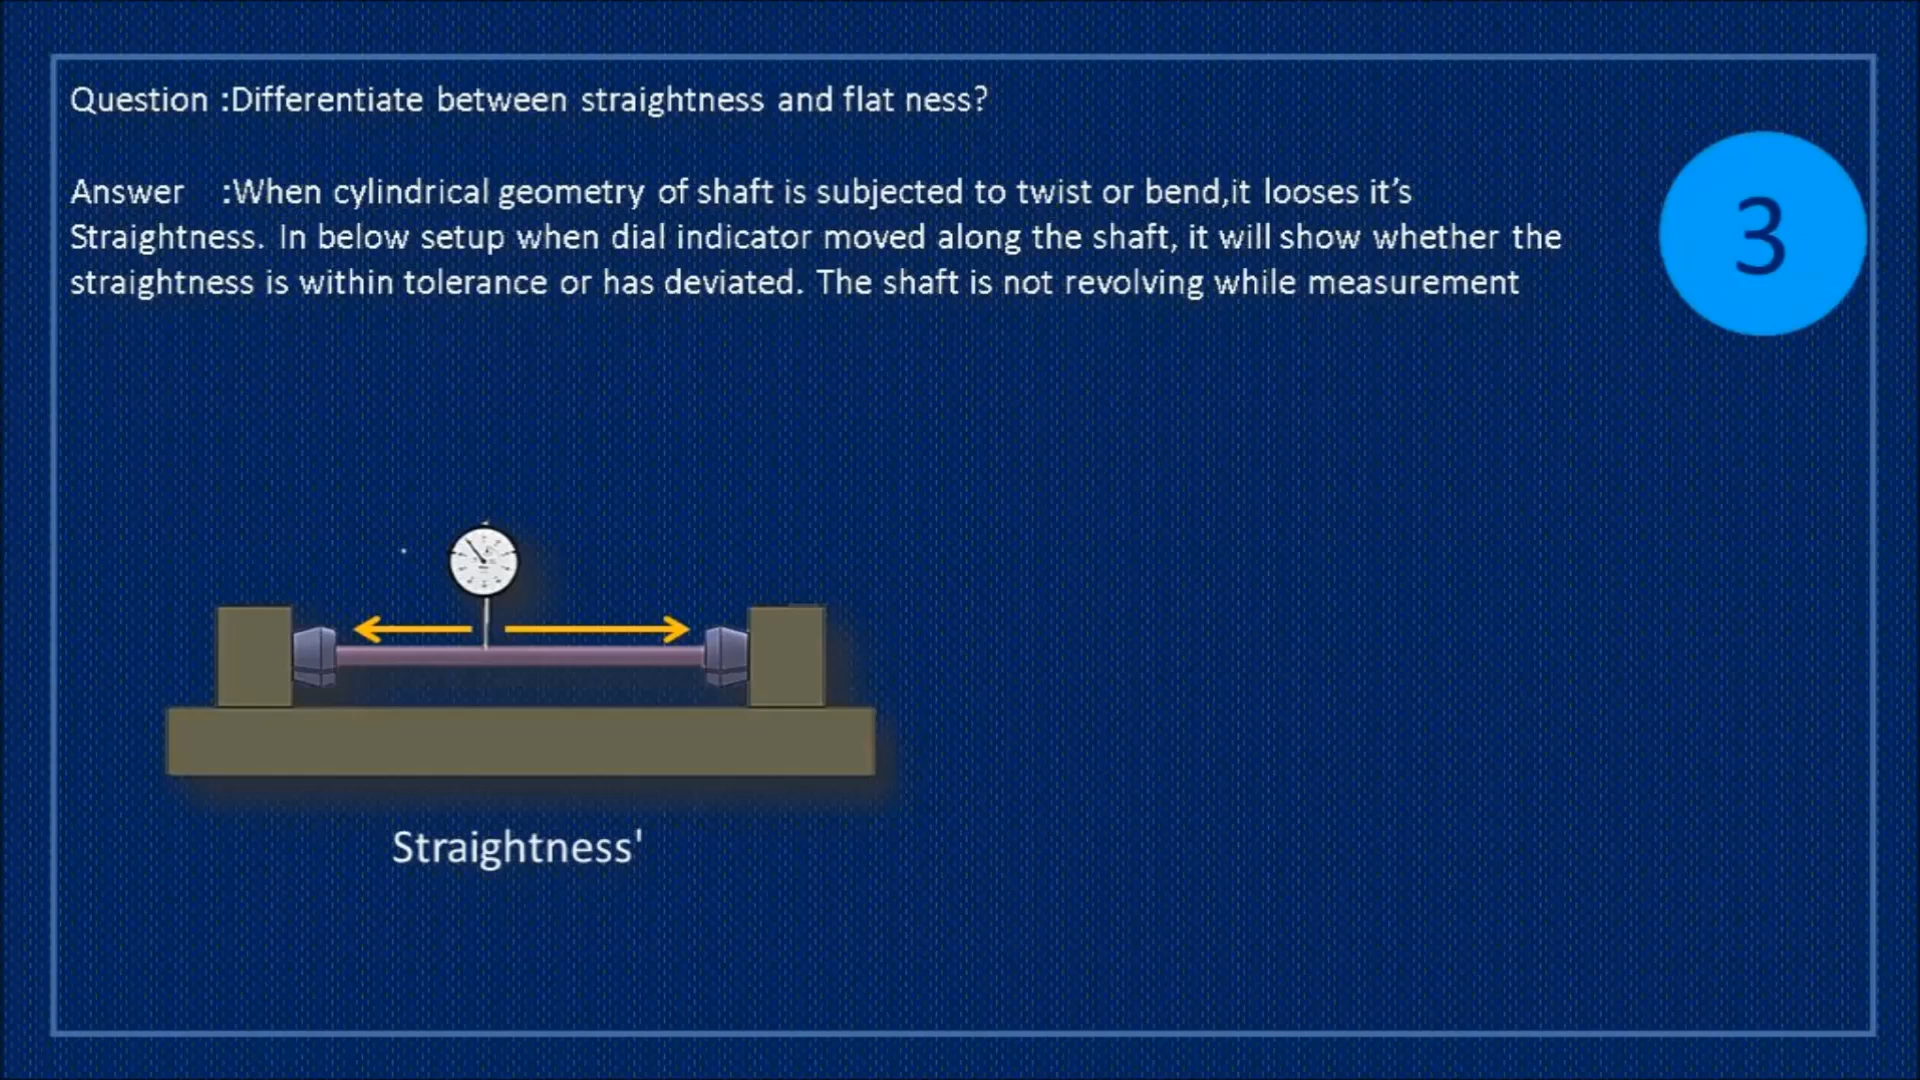 Question :Differentiate between straightness and flat ness?
Answer :When cylindrical geometry of shaft is subjected to twist or bend,it looses it’s
Straightness. In below setup when dial indicator moved along the shaft, it will show whether the
straightness is within tolerance or has deviated. The shaft is not revolving while measurement
3
Straightness'